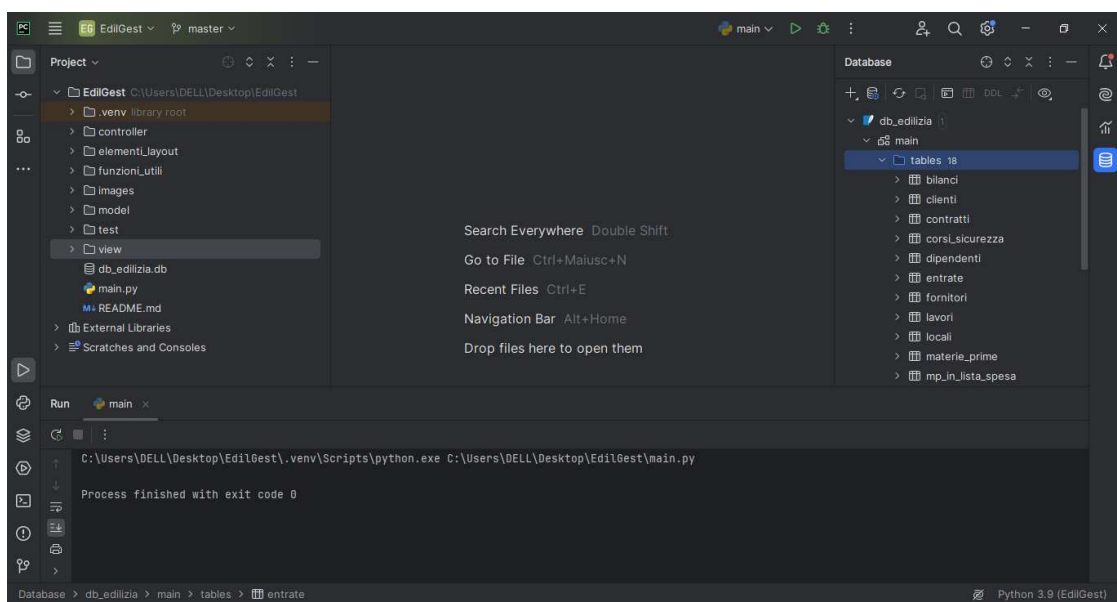 PC EG EdilGest master main
Project
EdilGest C:\Users\DELL\Desktop\EdilGest
.venv library root
controller
elementi_layout
funzioni_utili
images
model
test
view
db_edilizia.db
main.py
M↓ README.md
External Libraries
Scratches and Consoles
Search Everywhere Double Shift
Go to File Ctrl+Maiusc+N
Recent Files Ctrl+E
Navigation Bar Alt+Home
Drop files here to open them
Database
DDL
db_edilizia 1
main
tables 18
bilanci
clienti
contratti
corsi_sicurezza
dipendenti
entrate
fornitori
lavori
locali
materie_prime
mp_in_lista_spesa
Run main
C:\Users\DELL\Desktop\EdilGest\.venv\Scripts\python.exe C:\Users\DELL\Desktop\EdilGest\main.py
Process finished with exit code 0
Database > db_edilizia > main > tables > entrate
Python 3.9 (EdilGest)